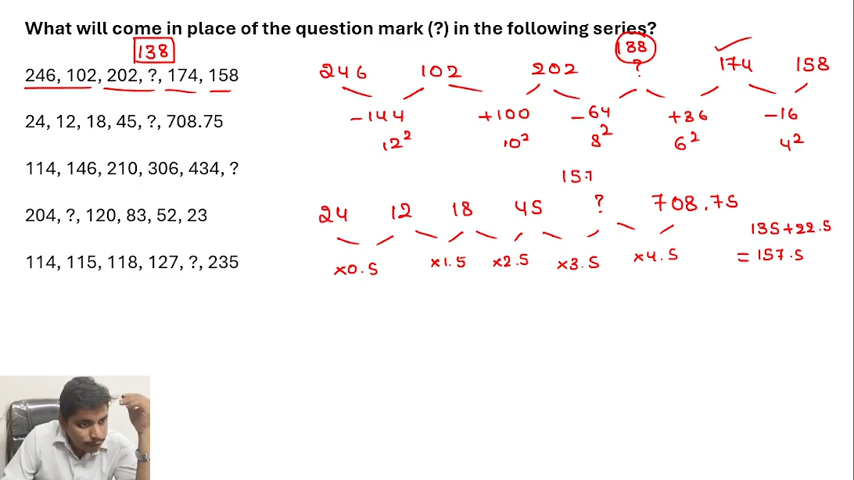 What will come in place of the question mark (?) in the following series?
138
246, 102, 202, ?, 174, 158
24, 12, 18, 45, ?, 708.75
114, 146, 210, 306, 434, ?
204, ?, 120, 83, 52, 23
114, 115, 118, 127, ?, 235
138
246 102 202 ? 174 158
-144 +100 -64 +36 -16
12² 10² 8² 6² 4²
157
24 12 18 45 ? 708.75
×0.5 ×1.5 ×2.5 ×3.5 ×4.5
135+22.5
=157.5